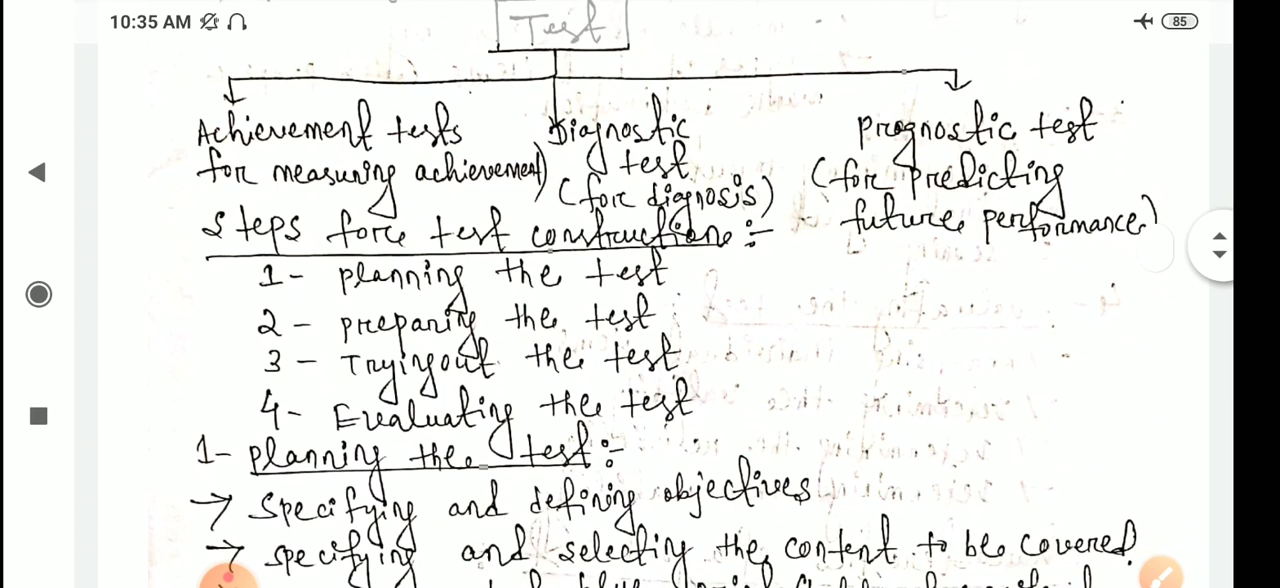 10:35 AM
85
Test
Achievement tests
for measuring achievement)
Diagnostic
test
(for diagnosis)
prognostic test
(for predicting
future performance)
Steps force test construction :-
1- planning the test
2- preparing the test
3- Tryingout the test
4- Evaluating the test
1- planning the test :-
→ specifying and defining objectives
→ specifying and selecting the content to be covered